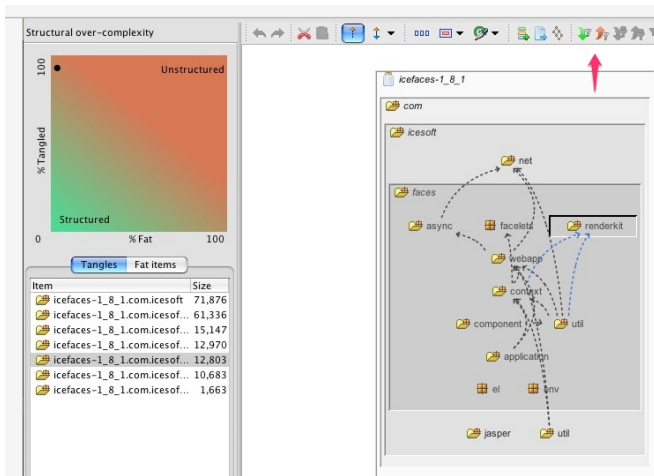 Structural over-complexity
100
Unstructured
% Tangled
Structured
0
% Fat
100
Tangles
Fat items
Item
Size
icefaces-1_8_1.com.icesoft 71,876
icefaces-1_8_1.com.icesof... 61,336
icefaces-1_8_1.com.icesof... 15,147
icefaces-1_8_1.com.icesof... 12,970
icefaces-1_8_1.com.icesof... 12,803
icefaces-1_8_1.com.icesof... 10,683
icefaces-1_8_1.com.icesof... 1,663
icefaces-1_8_1
com
icesoft
net
faces
async
facelets
renderkit
webapp
context
component
util
application
el
env
jasper
util